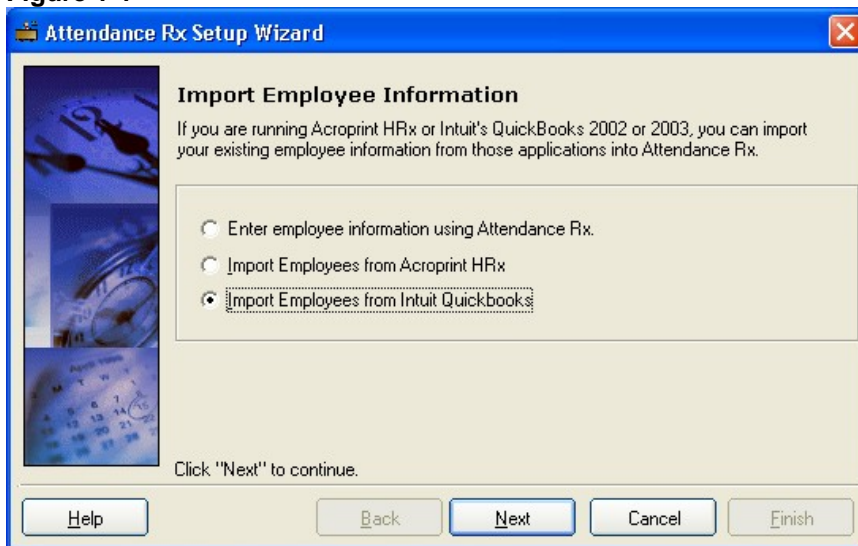 Attendance Rx Setup Wizard
Import Employee Information
If you are running Acroprint HRx or Intuit's QuickBooks 2002 or 2003, you can import
your existing employee information from those applications into Attendance Rx.
Enter employee information using Attendance Rx.
Import Employees from Acroprint HRx
Import Employees from Intuit Quickbooks
Click "Next" to continue.
Help Back Next Cancel Finish